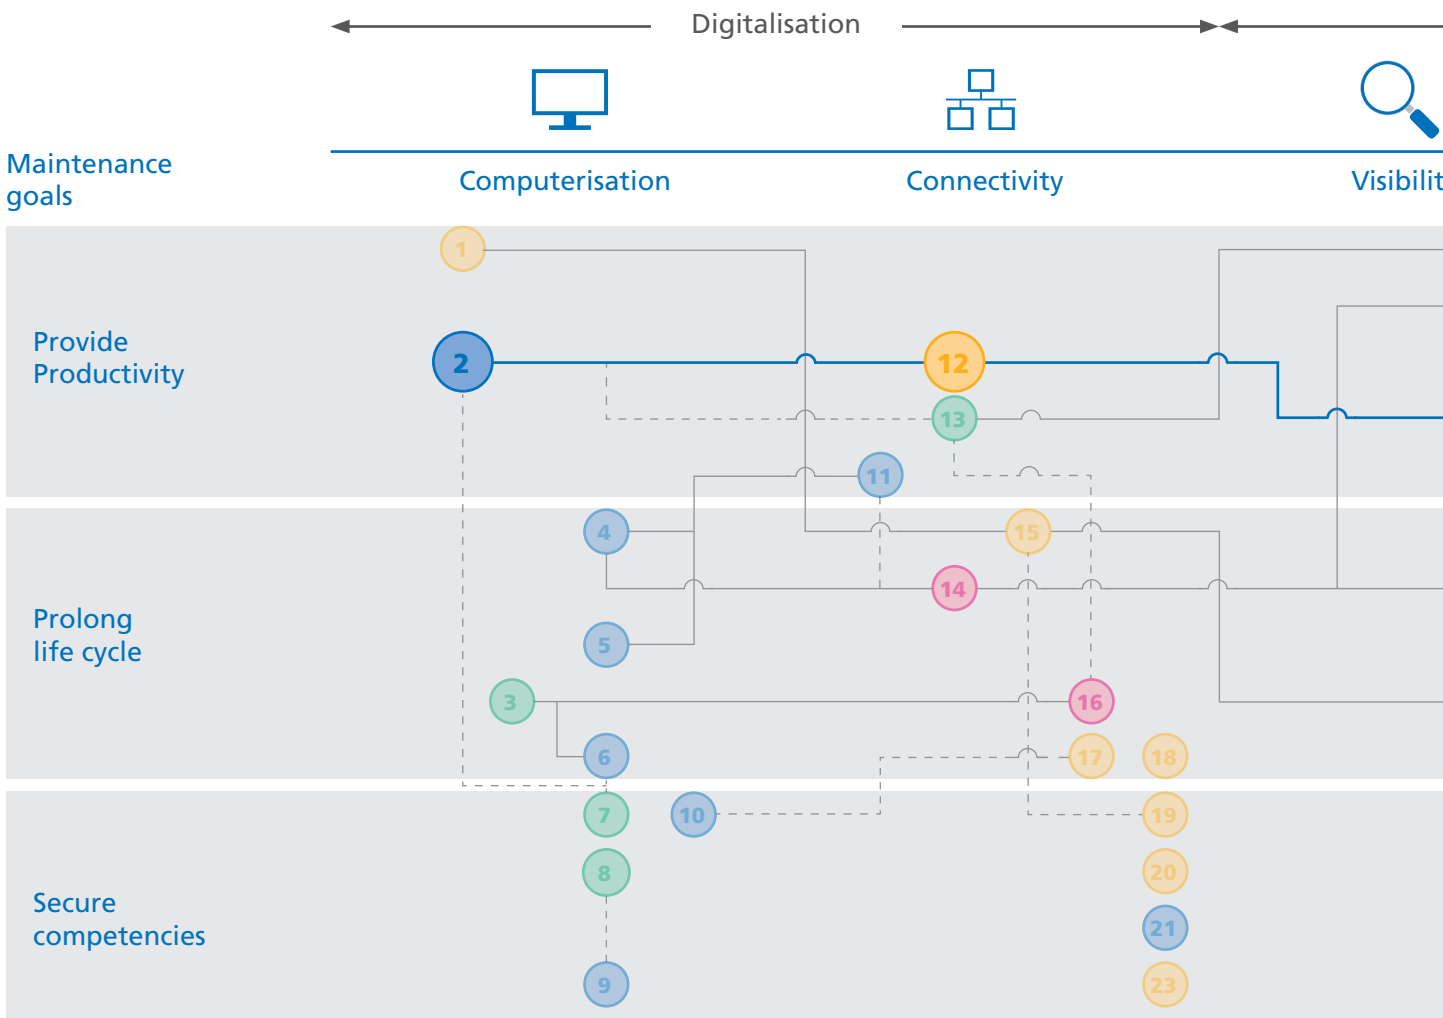 Digitalisation
Maintenance
goals
Computerisation
Connectivity
Visibilit
1
Provide
Productivity
2
12
13
11
4
15
14
Prolong
life cycle
5
3
16
6
17
18
7
10
19
8
20
Secure
competencies
21
9
23